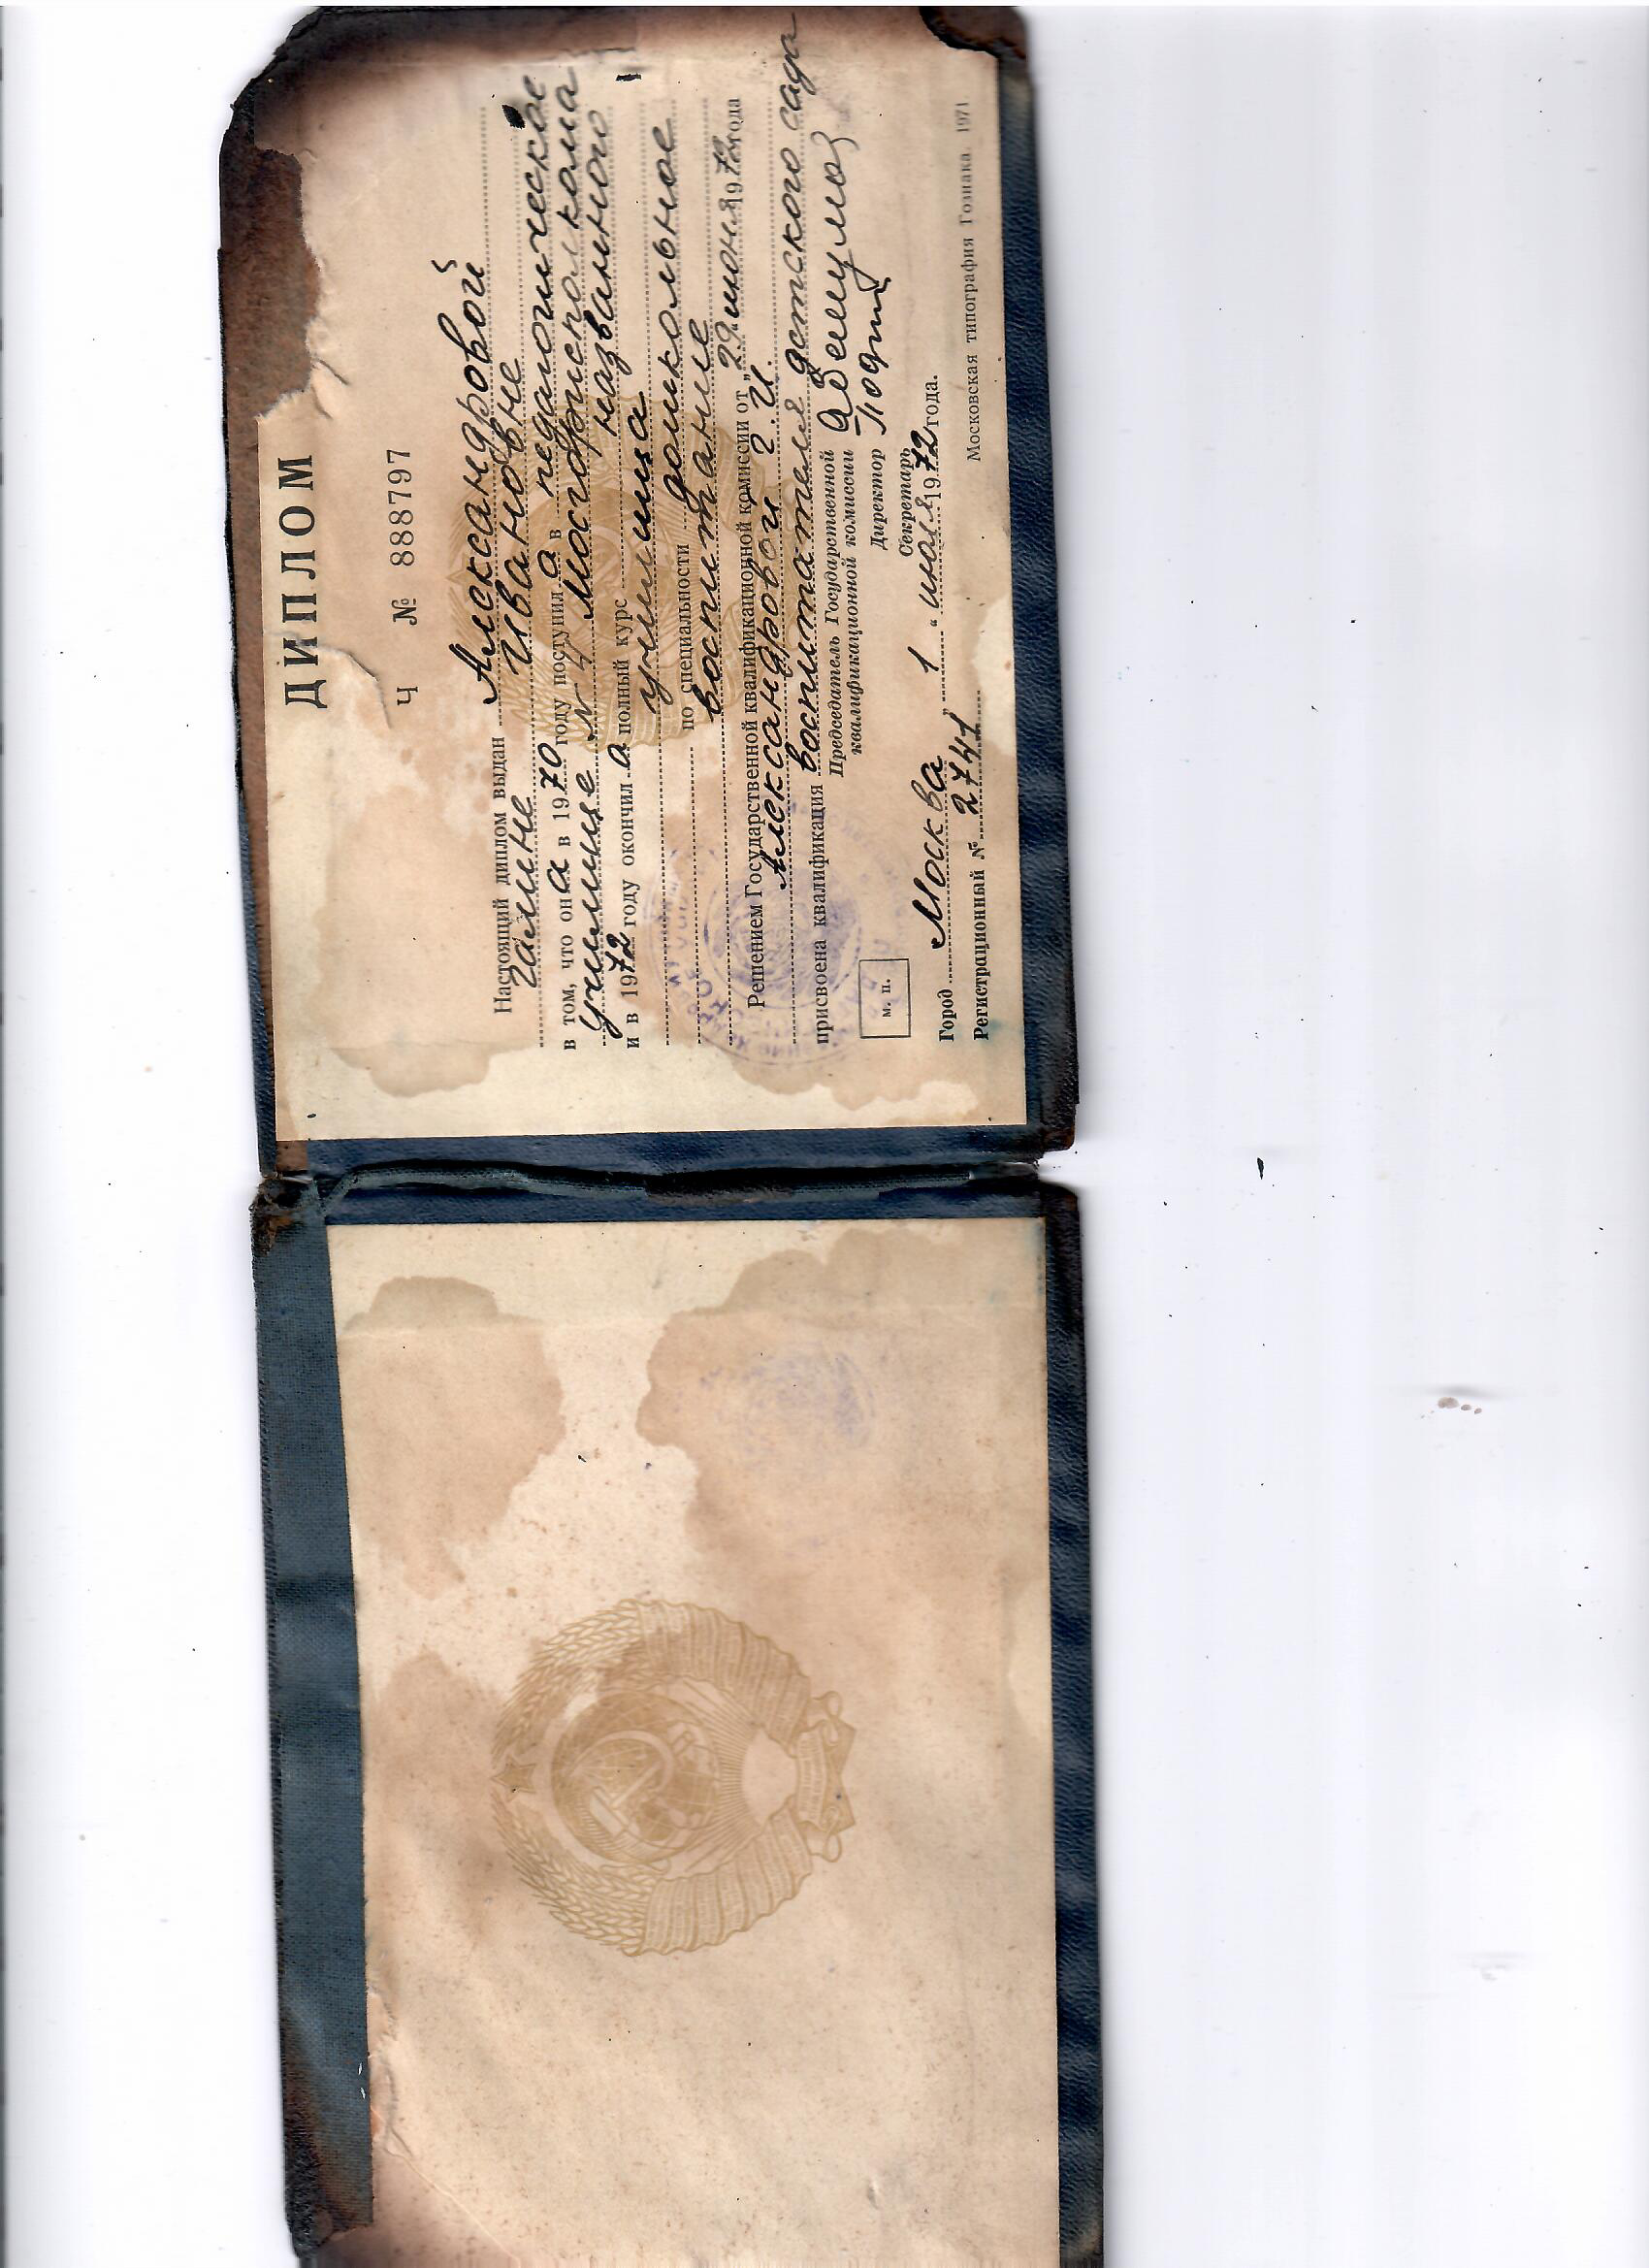 ДИПЛОМ
Ч № 888797
Настоящий диплом выдан Александровой
Галине Ивановне
в том, что она в 1970 году поступила в педагогическое
училище № Мосгорисполкома
и в 1972 году окончила полный курс названного
училища
по специальности дошкольное
воспитание
Решением Государственной квалификационной комиссии от „29 июня 1972 года
Александровой Г. И.
присвоена квалификация воспитателя детского сада
Председатель Государственной
квалификационной комиссии
Директор
Секретарь
м. п.
Город Москва „ 1 “ июля 1972 года.
Регистрационный № 2741
Московская типография Гознака. 1971